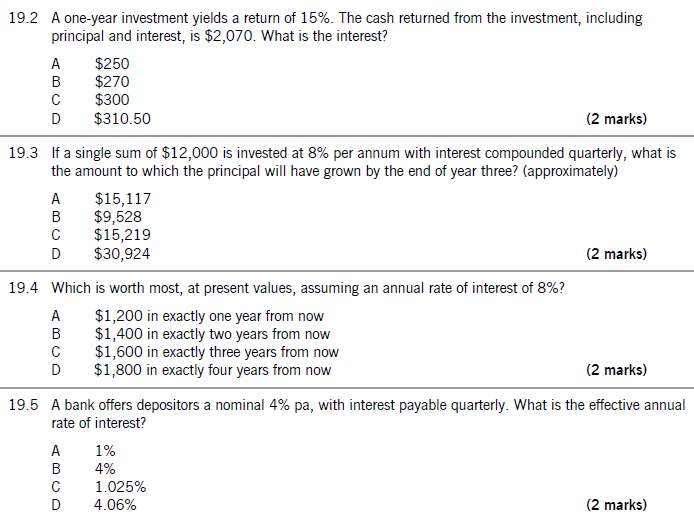 19.2 A one-year investment yields a return of 15%. The cash returned from the investment, including
principal and interest, is $2,070. What is the interest?
A $250
B $270
C $300
D $310.50 (2 marks)
19.3 If a single sum of $12,000 is invested at 8% per annum with interest compounded quarterly, what is
the amount to which the principal will have grown by the end of year three? (approximately)
A $15,117
B $9,528
C $15,219
D $30,924 (2 marks)
19.4 Which is worth most, at present values, assuming an annual rate of interest of 8%?
A $1,200 in exactly one year from now
B $1,400 in exactly two years from now
C $1,600 in exactly three years from now
D $1,800 in exactly four years from now (2 marks)
19.5 A bank offers depositors a nominal 4% pa, with interest payable quarterly. What is the effective annual
rate of interest?
A 1%
B 4%
C 1.025%
D 4.06% (2 marks)